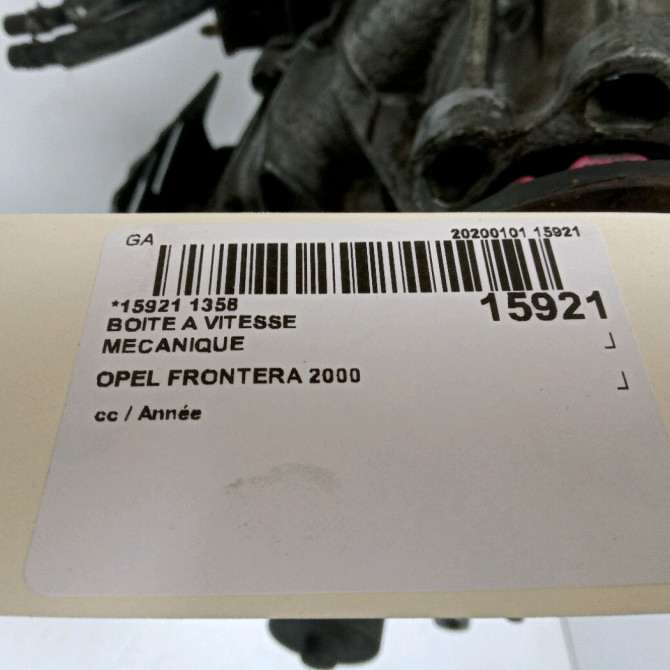 GA
20200101 15921
*15921 1358
15921
BOITE A VITESSE
MECANIQUE
OPEL FRONTERA 2000
cc / Année